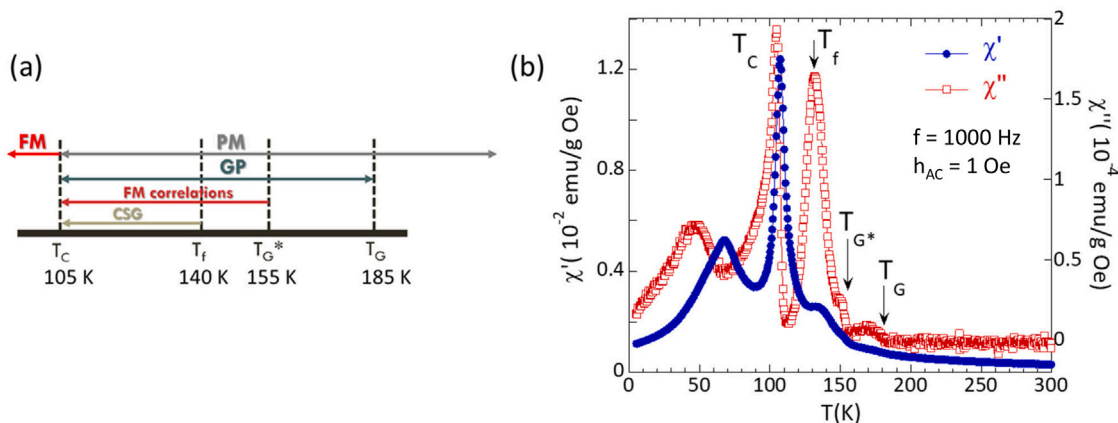 (a)
FM
PM
GP
FM correlations
CSG
T_C T_f T_G* T_G
105 K 140 K 155 K 185 K
(b)
χ'( 10⁻² emu/g Oe)
1.2
0.8
0.4
0
T_C
T_f
T_G*
T_G
χ'
χ''
f = 1000 Hz
h_AC = 1 Oe
2
1.5
1
0.5
0
χ''( 10⁻⁴ emu/g Oe)
0 50 100 150 200 250 300
T(K)